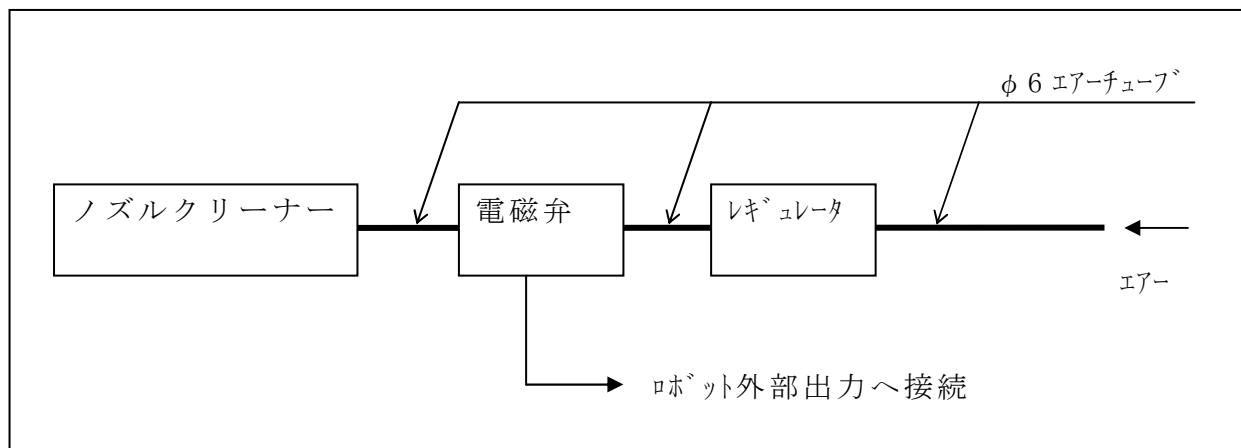 φ６ｴｱｰﾁｭｰﾌﾞ
ノズルクリーナー
電磁弁
ﾚｷﾞｭﾚｰﾀ
ｴｱｰ
ﾛﾎﾞｯﾄ外部出力へ接続